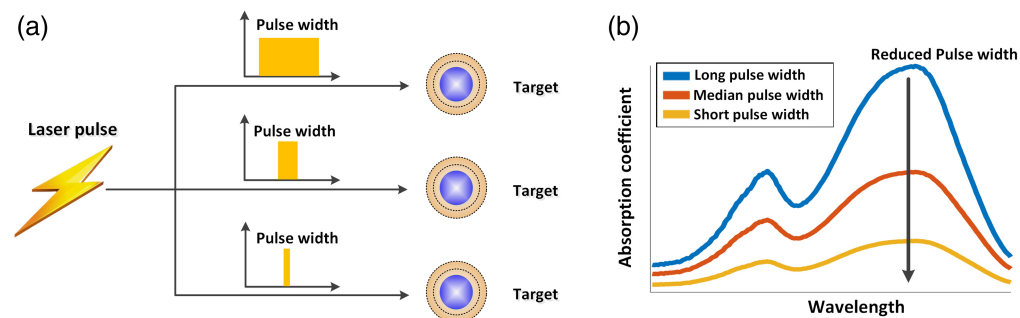 (a)
Pulse width
Target
Laser pulse
Pulse width
Target
Pulse width
Target
(b)
Reduced Pulse width
Long pulse width
Median pulse width
Short pulse width
Absorption coefficient
Wavelength